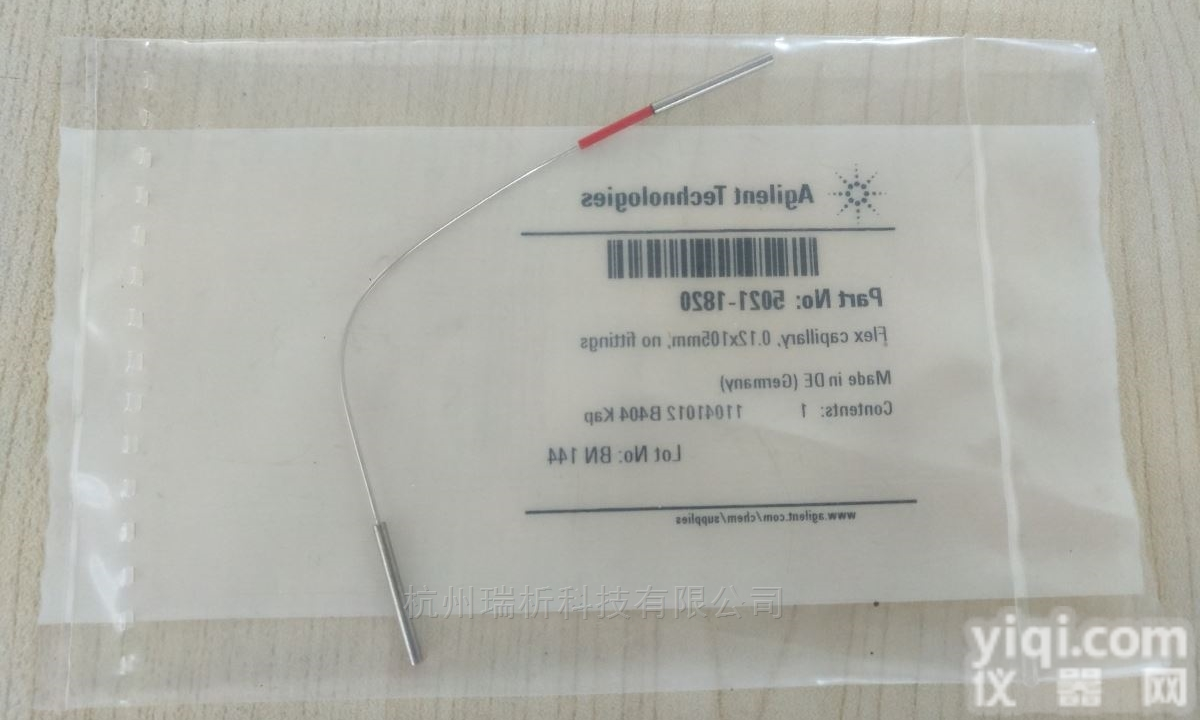 Agilent Technologies
Part No: 5021-1820
Flex capillary, 0.12x105mm, no fittings
Made in DE (Germany)
Contents: 1 11041012 B404 Kap
Lot No: BN 144
www.agilent.com/chem/supplies
杭州瑞析科技有限公司
yiqi.com
仪器网